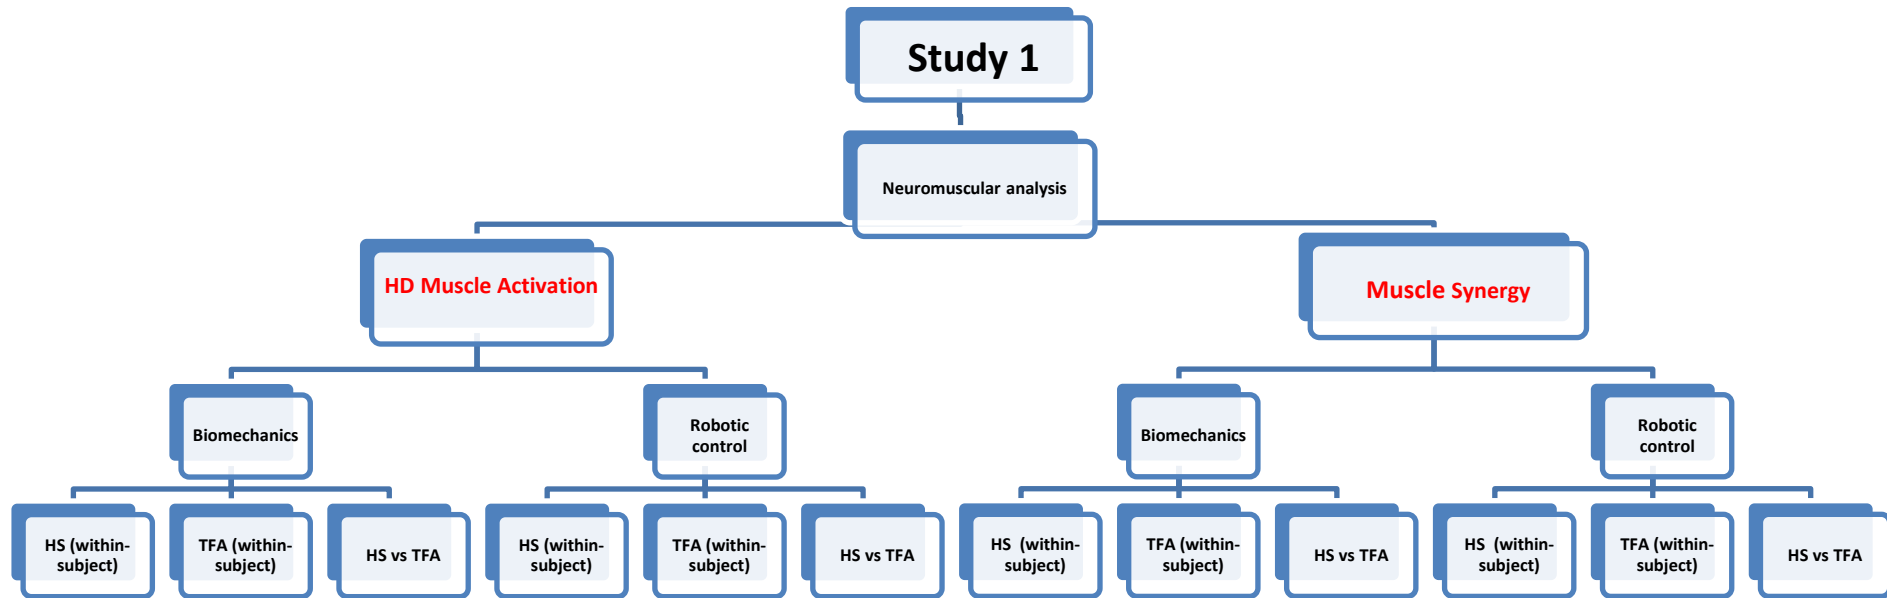 Study 1
Neuromuscular analysis
HD Muscle Activation
Muscle Synergy
Biomechanics
Robotic
control
Biomechanics
Robotic
control
HS (within-
subject)
TFA (within-
subject)
HS vs TFA
HS (within-
subject)
TFA (within-
subject)
HS vs TFA
HS (within-
subject)
TFA (within-
subject)
HS vs TFA
HS (within-
subject)
TFA (within-
subject)
HS vs TFA